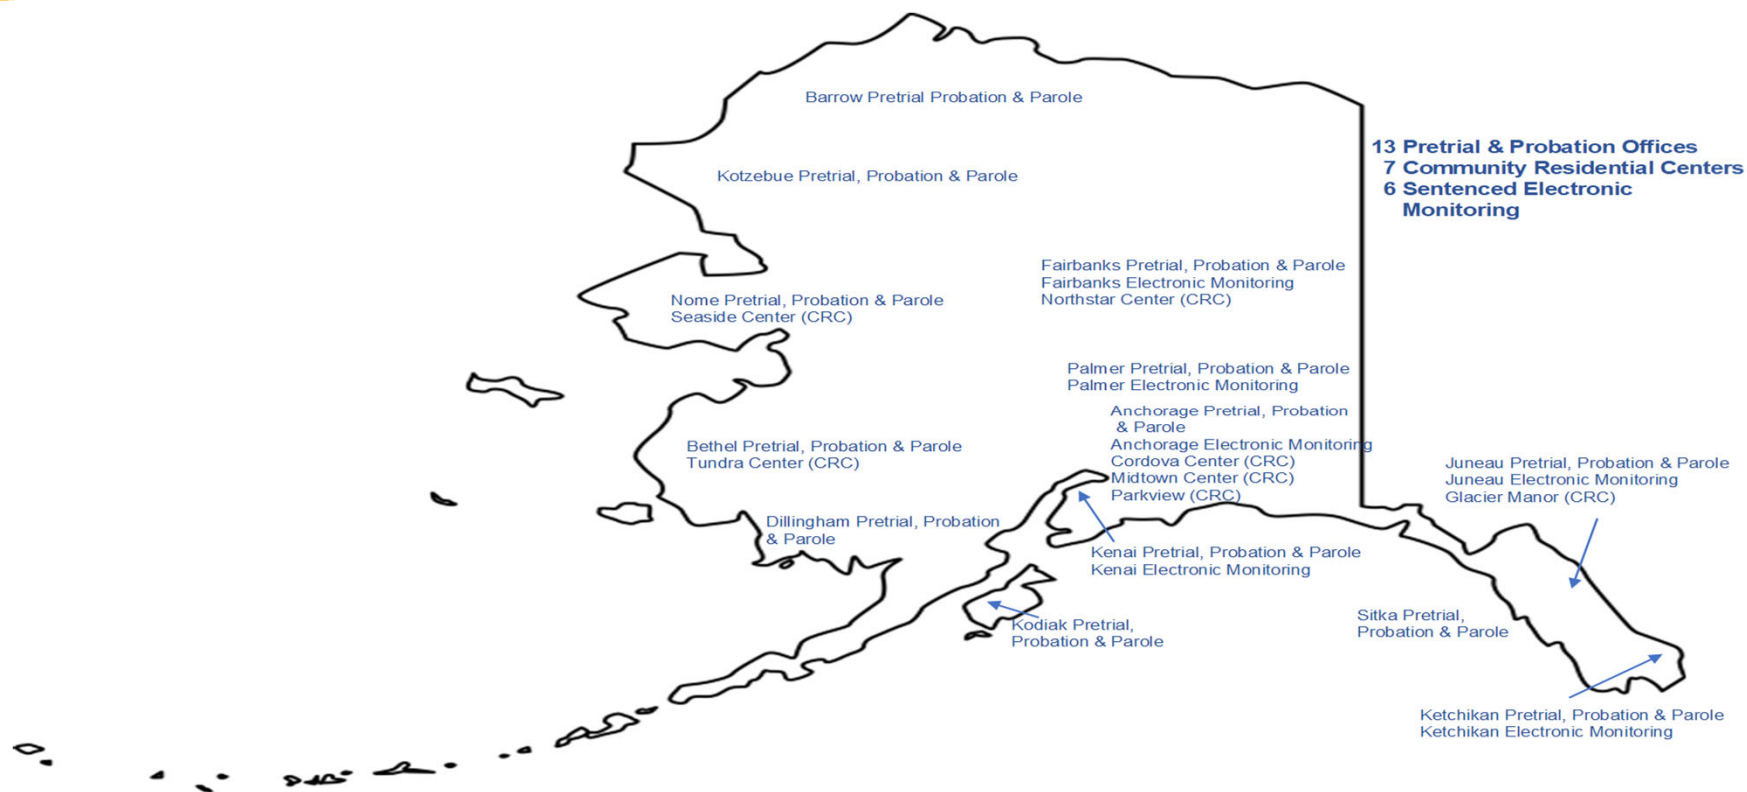 Barrow Pretrial Probation & Parole
13 Pretrial & Probation Offices
7 Community Residential Centers
6 Sentenced Electronic
Monitoring
Kotzebue Pretrial, Probation & Parole
Fairbanks Pretrial, Probation & Parole
Fairbanks Electronic Monitoring
Northstar Center (CRC)
Nome Pretrial, Probation & Parole
Seaside Center (CRC)
Palmer Pretrial, Probation & Parole
Palmer Electronic Monitoring
Anchorage Pretrial, Probation
& Parole
Anchorage Electronic Monitoring
Cordova Center (CRC)
Midtown Center (CRC)
Parkview (CRC)
Bethel Pretrial, Probation & Parole
Tundra Center (CRC)
Juneau Pretrial, Probation & Parole
Juneau Electronic Monitoring
Glacier Manor (CRC)
Dillingham Pretrial, Probation
& Parole
Kenai Pretrial, Probation & Parole
Kenai Electronic Monitoring
Kodiak Pretrial,
Probation & Parole
Sitka Pretrial,
Probation & Parole
Ketchikan Pretrial, Probation & Parole
Ketchikan Electronic Monitoring